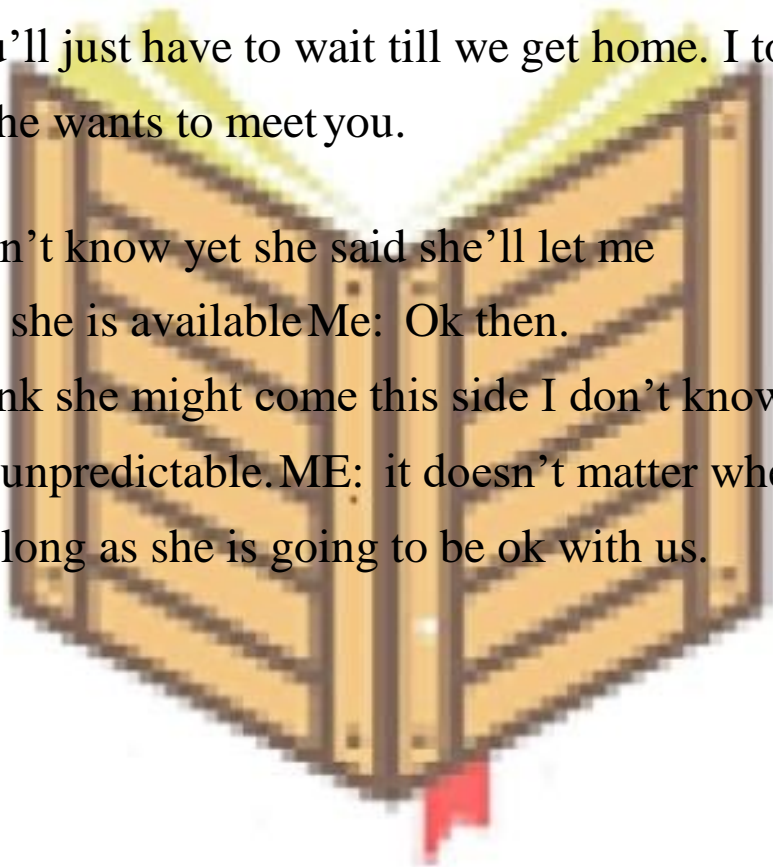 u’ll just have to wait till we get home. I to
he wants to meet you.
n’t know yet she said she’ll let me
she is available Me: Ok then.
nk she might come this side I don’t know
unpredictable. ME: it doesn’t matter whe
long as she is going to be ok with us.